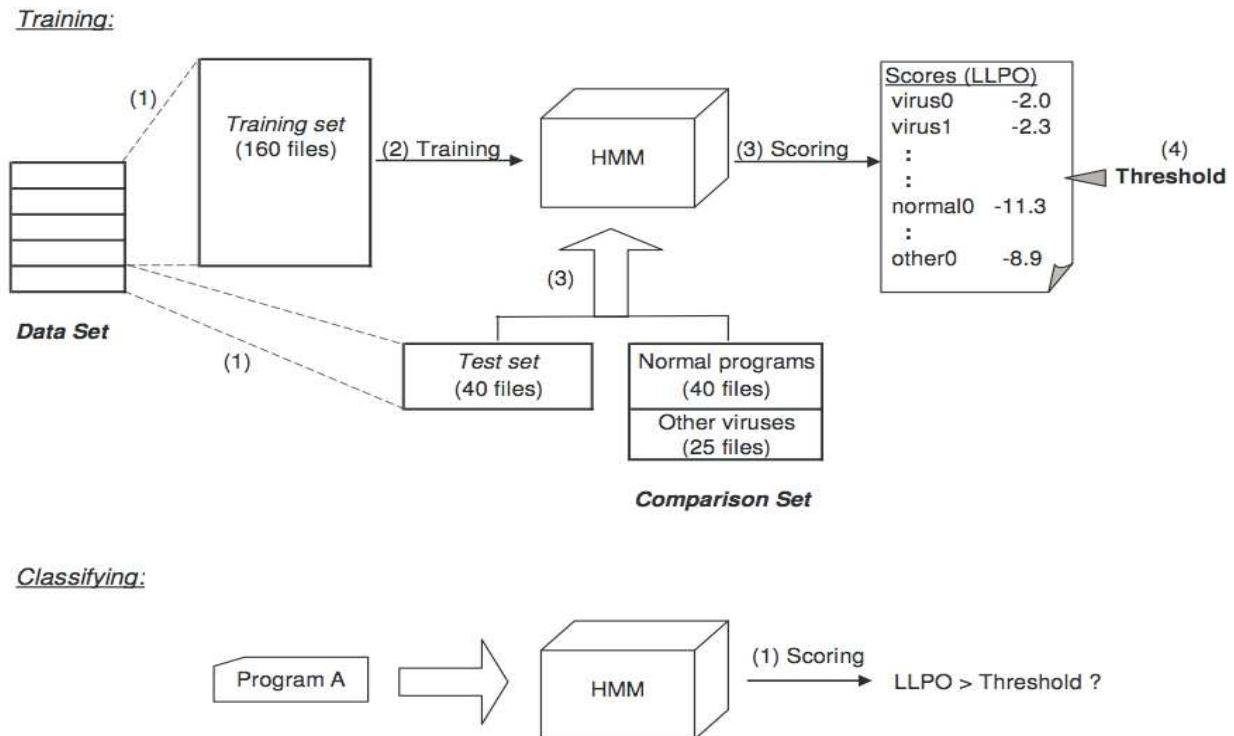 Training:
(1)
Training set
(160 files)
(2) Training
HMM
(3) Scoring
Scores (LLPO)
virus0 -2.0
virus1 -2.3
:
:
normal0 -11.3
:
other0 -8.9
(4)
Threshold
Data Set
(1)
(3)
Test set
(40 files)
Normal programs
(40 files)
Other viruses
(25 files)
Comparison Set
Classifying:
Program A
HMM
(1) Scoring
LLPO > Threshold ?